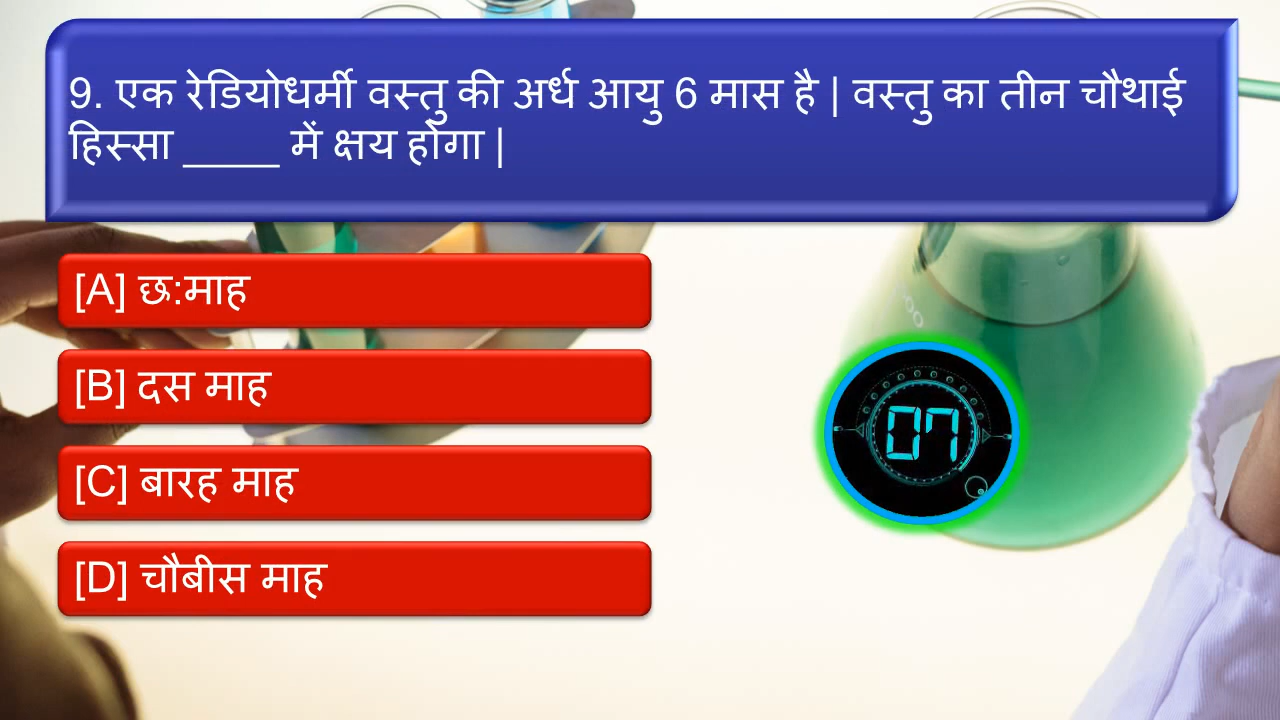 9. एक रेडियोधर्मी वस्तु की अर्ध आयु 6 मास है | वस्तु का तीन चौथाई
हिस्सा _____ में क्षय होगा |
[A] छ:माह
[B] दस माह
[C] बारह माह
[D] चौबीस माह
07